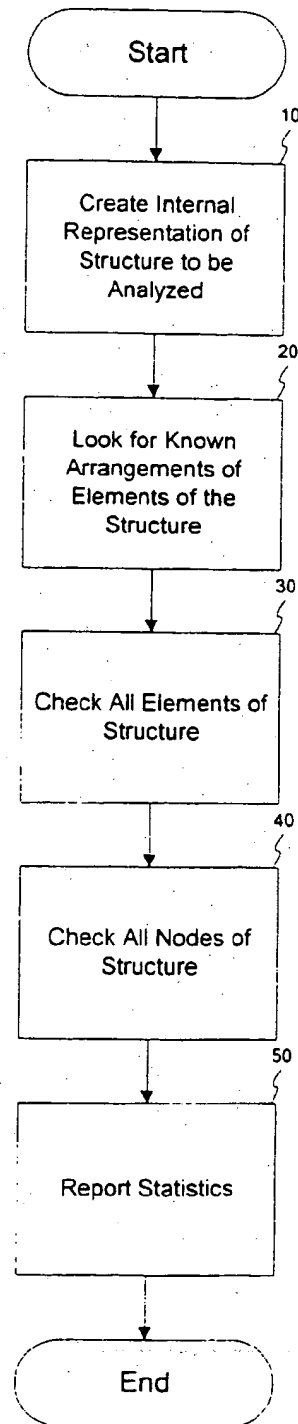 Start
10
Create Internal
Representation of
Structure to be
Analyzed
20
Look for Known
Arrangements of
Elements of the
Structure
30
Check All Elements of
Structure
40
Check All Nodes of
Structure
50
Report Statistics
End